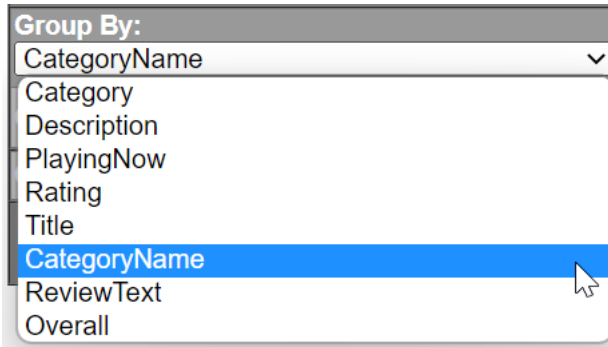 Group By:
CategoryName
Category
Description
PlayingNow
Rating
Title
CategoryName
ReviewText
Overall